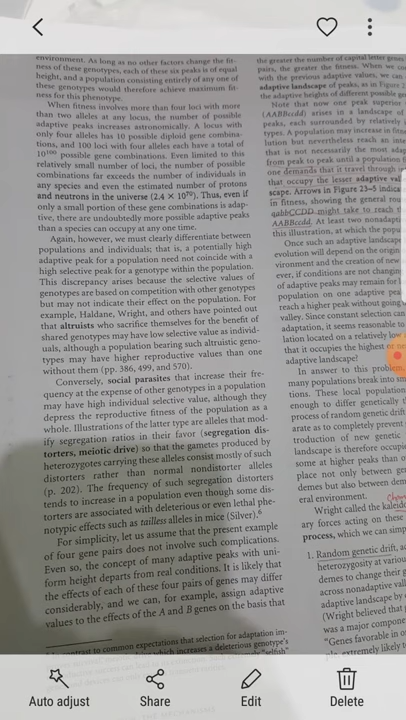 environment. As long as no other factors change the fit-
ness of these genotypes, each of these six peaks is of equal
height, and a population consisting entirely of any one of
these genotypes would therefore achieve maximum fit-
ness for this phenotype.
When fitness involves more than four loci with more
than two alleles at any locus, the number of possible
adaptive peaks increases astronomically. A locus with
only four alleles has 10 possible diploid gene combina-
tions, and 100 loci with four alleles each have a total of
10¹⁰⁰ possible gene combinations. Even limited to this
relatively small number of loci, the number of possible
combinations far exceeds the number of individuals in
any species and even the estimated number of protons
and neutrons in the universe (2.4 × 10⁷⁰). Thus, even if
only a small portion of these combinations is adap-
tive, there are undoubtedly more possible adaptive peaks
than a species can occupy at any one time.
Again, however, we must clearly differentiate between
populations and individuals; that is, a potentially high
adaptive peak for a population need not coincide with a
high selective peak for a genotype within the population.
This discrepancy arises because the selective values of
genotypes are based on competition with other genotypes
but may not indicate their effect on the population. For
example, Haldane, Wright, and others have pointed out
that altruists who sacrifice themselves for the benefit of
shared genotypes may have low selective value as individ-
uals, although a population bearing such altruistic geno-
types may have higher reproductive values than one
without them (pp. 386, 499, and 570).
Conversely, social parasites that increase their fre-
quency at the expense of other genotypes in a population
may have high individual selective value, although they
depress the reproductive fitness of the population as a
whole. Illustrations of the latter type are alleles that mod-
ify segregation ratios in their favor (segregation dis-
torters, meiotic drive) so that the gametes produced by
heterozygotes carrying these alleles consist mostly of such
distorters rather than normal nondistorter alleles
(p. 202). The frequency of such segregation distorters
tends to increase in a population even though some dis-
torters are associated with deleterious or even lethal phe-
notypic effects such as tailless alleles in mice (Silver).⁶
For simplicity, let us assume that the present example
of four gene pairs does not involve such complications.
Even so, the concept of many adaptive peaks with uni-
form height departs from real conditions. It is likely that
the effects of each of these four pairs of genes may differ
considerably, and we can, for example, assign adaptive
values to the effects of the A and B genes on the basis that
contrast to common expectations that selection for adaptation im-
which increases a deleterious genotype's
"selfish"
the greater the number of capital letter genes
pairs, the greater the fitness. When we
with the previous adaptive values, we can
adaptive landscape of peaks, as in Figure
the adaptive heights of different possible
Note that now one peak superior
(AABBccdd) arises in a landscape of
peaks, each surrounded by relatively
types. A population may increase in
lution but nevertheless reach an
that is not necessarily the most
from peak to peak until a population
one demands that it travel through
that occupy the lesser adaptive
scape. Arrows in Figure 23–5
in fitness, showing the general
aabbCCDD might take to reach
AABBccdd. At least two
this illustration, at which the
Once such an adaptive landscape
evolution will depend on the origin
vironment and the creation of new
ever, if conditions are not
of adaptive peaks may remain for
population on one adaptive
reach a higher peak without going
valley. Since constant selection can
adaptation, it seems reasonable to
lation located on a relatively low
that it occupies the highest
adaptive landscape?
In answer to this problem,
many populations break into
tions. These local
enough to differ genetically
process of random genetic drift
arate as to completely prevent
troduction of new genetic
landscape is therefore
some at higher peaks than
place not only between
demes but also between
eral environment.
Wright called the
ary forces acting on these
process, which we can
1. Random genetic drift,
heterozygosity at
demes to change their
across nonadaptive
adaptive landscape by
(Wright believed that
was a major
"Genes favorable in
extremely likely
Auto adjust
Share
Edit
Delete